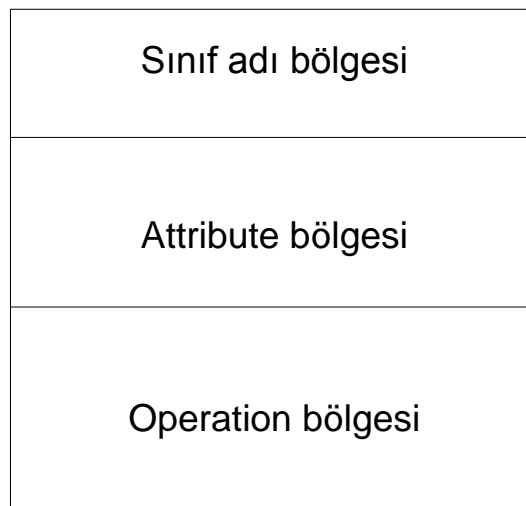 Sınıf adı bölgesi
Attribute bölgesi
Operation bölgesi